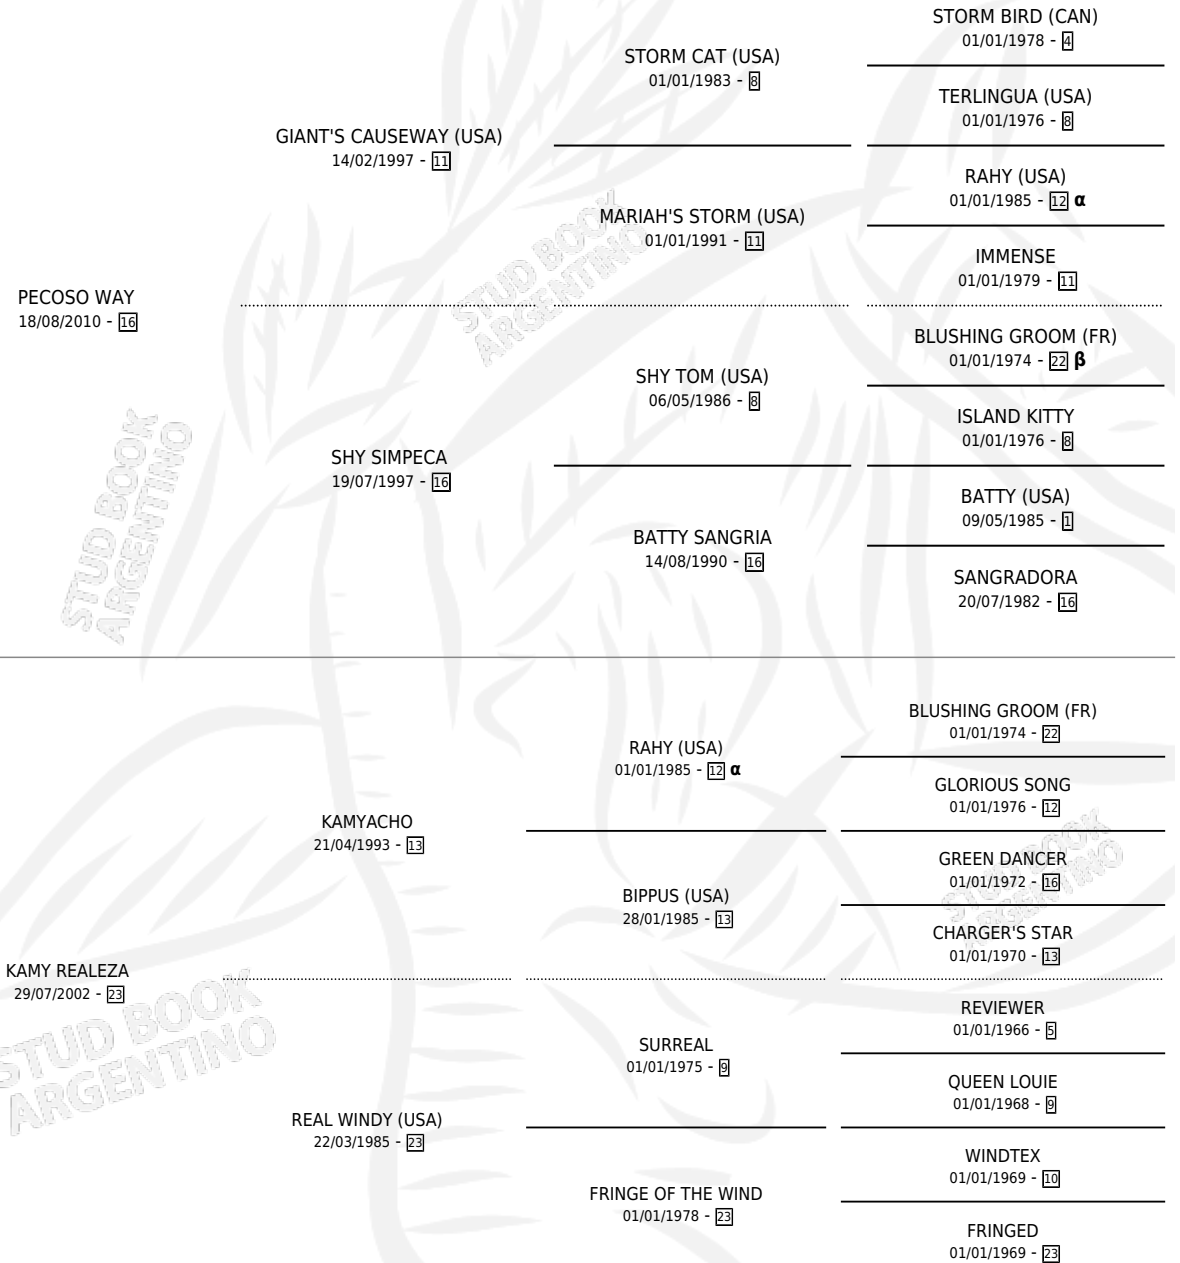 STORM BIRD (CAN)
01/01/1978 - 4
STORM CAT (USA)
01/01/1983 - 8
TERLINGUA (USA)
01/01/1976 - 8
GIANT'S CAUSEWAY (USA)
14/02/1997 - 11
RAHY (USA)
01/01/1985 - 12 α
MARIAH'S STORM (USA)
01/01/1991 - 11
IMMENSE
01/01/1979 - 11
PECOSO WAY
18/08/2010 - 16
BLUSHING GROOM (FR)
01/01/1974 - 22 β
SHY TOM (USA)
06/05/1986 - 8
ISLAND KITTY
01/01/1976 - 8
SHY SIMPECA
19/07/1997 - 16
BATTY (USA)
09/05/1985 - 1
BATTY SANGRIA
14/08/1990 - 16
SANGRADORA
20/07/1982 - 16
BLUSHING GROOM (FR)
01/01/1974 - 22
RAHY (USA)
01/01/1985 - 12 α
GLORIOUS SONG
01/01/1976 - 12
KAMYACHO
21/04/1993 - 13
GREEN DANCER
01/01/1972 - 16
BIPPUS (USA)
28/01/1985 - 13
CHARGER'S STAR
01/01/1970 - 13
KAMY REALEZA
29/07/2002 - 23
REVIEWER
01/01/1966 - 5
SURREAL
01/01/1975 - 9
QUEEN LOUIE
01/01/1968 - 9
REAL WINDY (USA)
22/03/1985 - 23
WINDTEX
01/01/1969 - 10
FRINGE OF THE WIND
01/01/1978 - 23
FRINGED
01/01/1969 - 23
STUD BOOK
ARGENTINO
STUD BOOK
ARGENTINO
STUD BOOK
ARGENTINO
STUD BOOK
ARGENTINO